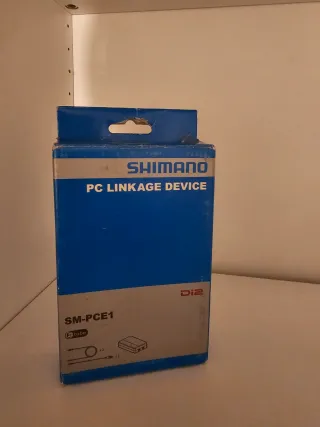 SHIMANO
PC LINKAGE DEVICE
Di2
SM-PCE1